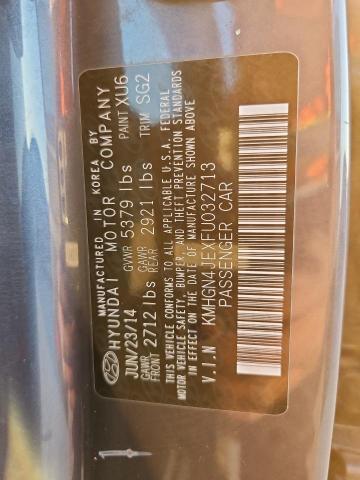 MANUFACTURED IN KOREA BY
HYUNDAI MOTOR COMPANY
JUN/23/14 GVWR 5379 lbs PAINT XU6
GAWR FRONT 2712 lbs GAWR REAR 2921 lbs TRIM SG2
THIS VEHICLE CONFORMS TO ALL APPLICABLE U.S.A. FEDERAL
MOTOR VEHICLE SAFETY, BUMPER, AND THEFT PREVENTION STANDARDS
IN EFFECT ON THE DATE OF MANUFACTURE SHOWN ABOVE.
V.I.N KMHGN4JEXFU032713
PASSENGER CAR